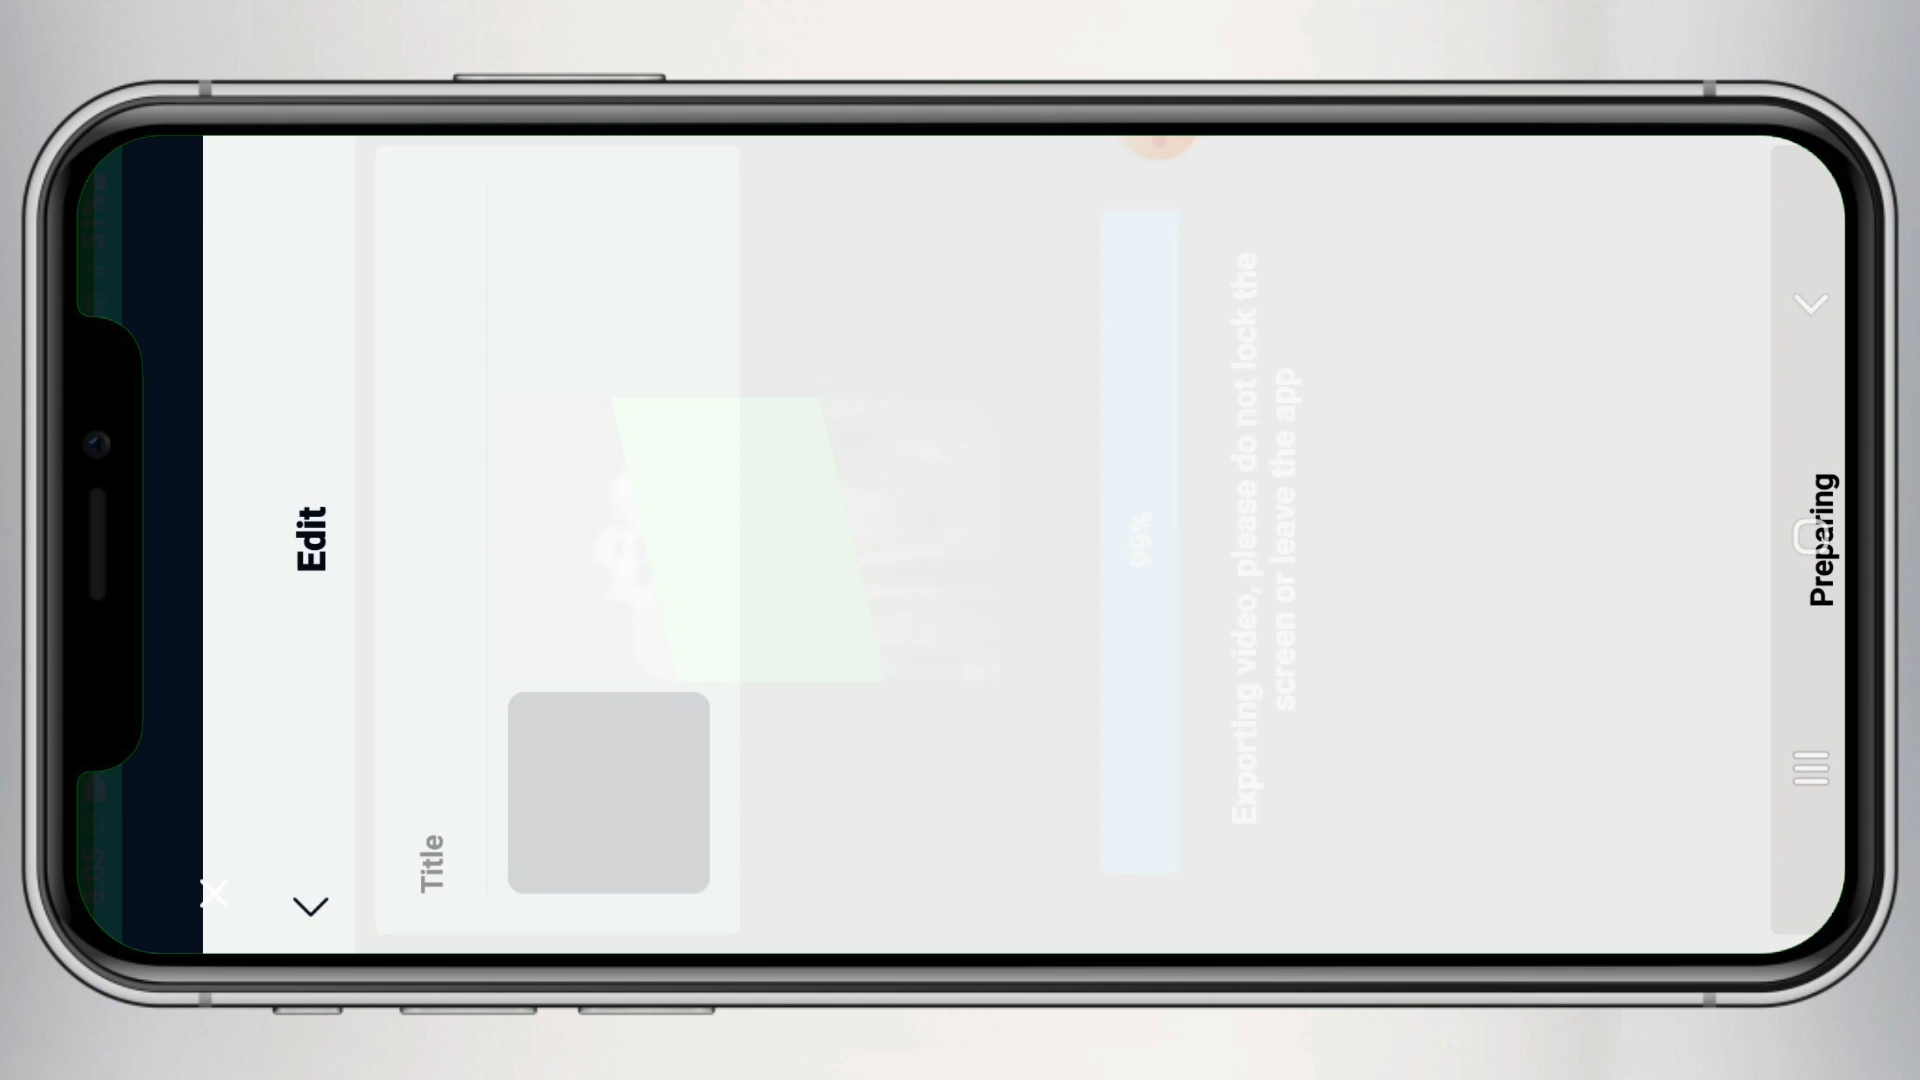 Edit
Title
99%
Exporting video, please do not lock the
screen or leave the app
Preparing